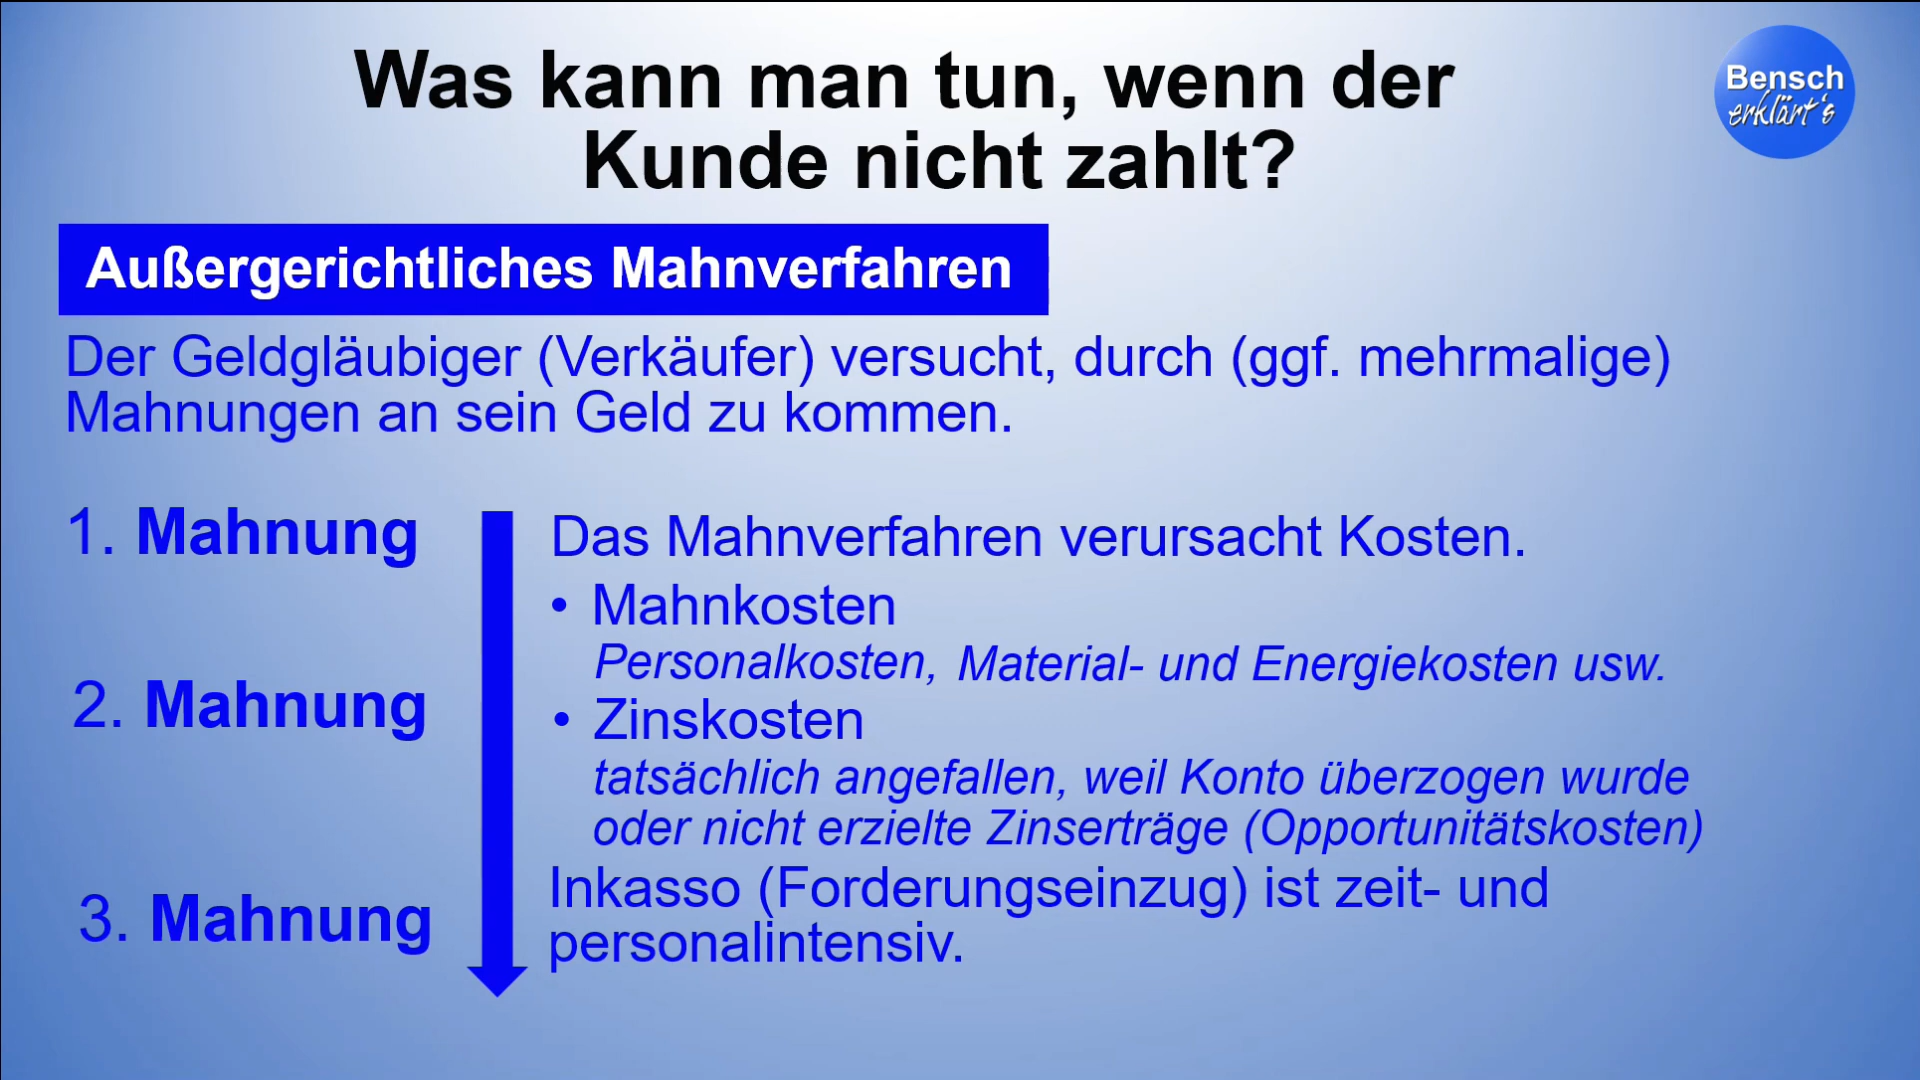 Was kann man tun, wenn der
Kunde nicht zahlt?
Bensch
erklärt's
Außergerichtliches Mahnverfahren
Der Geldgläubiger (Verkäufer) versucht, durch (ggf. mehrmalige)
Mahnungen an sein Geld zu kommen.
1. Mahnung
2. Mahnung
3. Mahnung
Das Mahnverfahren verursacht Kosten.
• Mahnkosten
Personalkosten, Material- und Energiekosten usw.
• Zinskosten
tatsächlich angefallen, weil Konto überzogen wurde
oder nicht erzielte Zinserträge (Opportunitätskosten)
Inkasso (Forderungseinzug) ist zeit- und
personalintensiv.